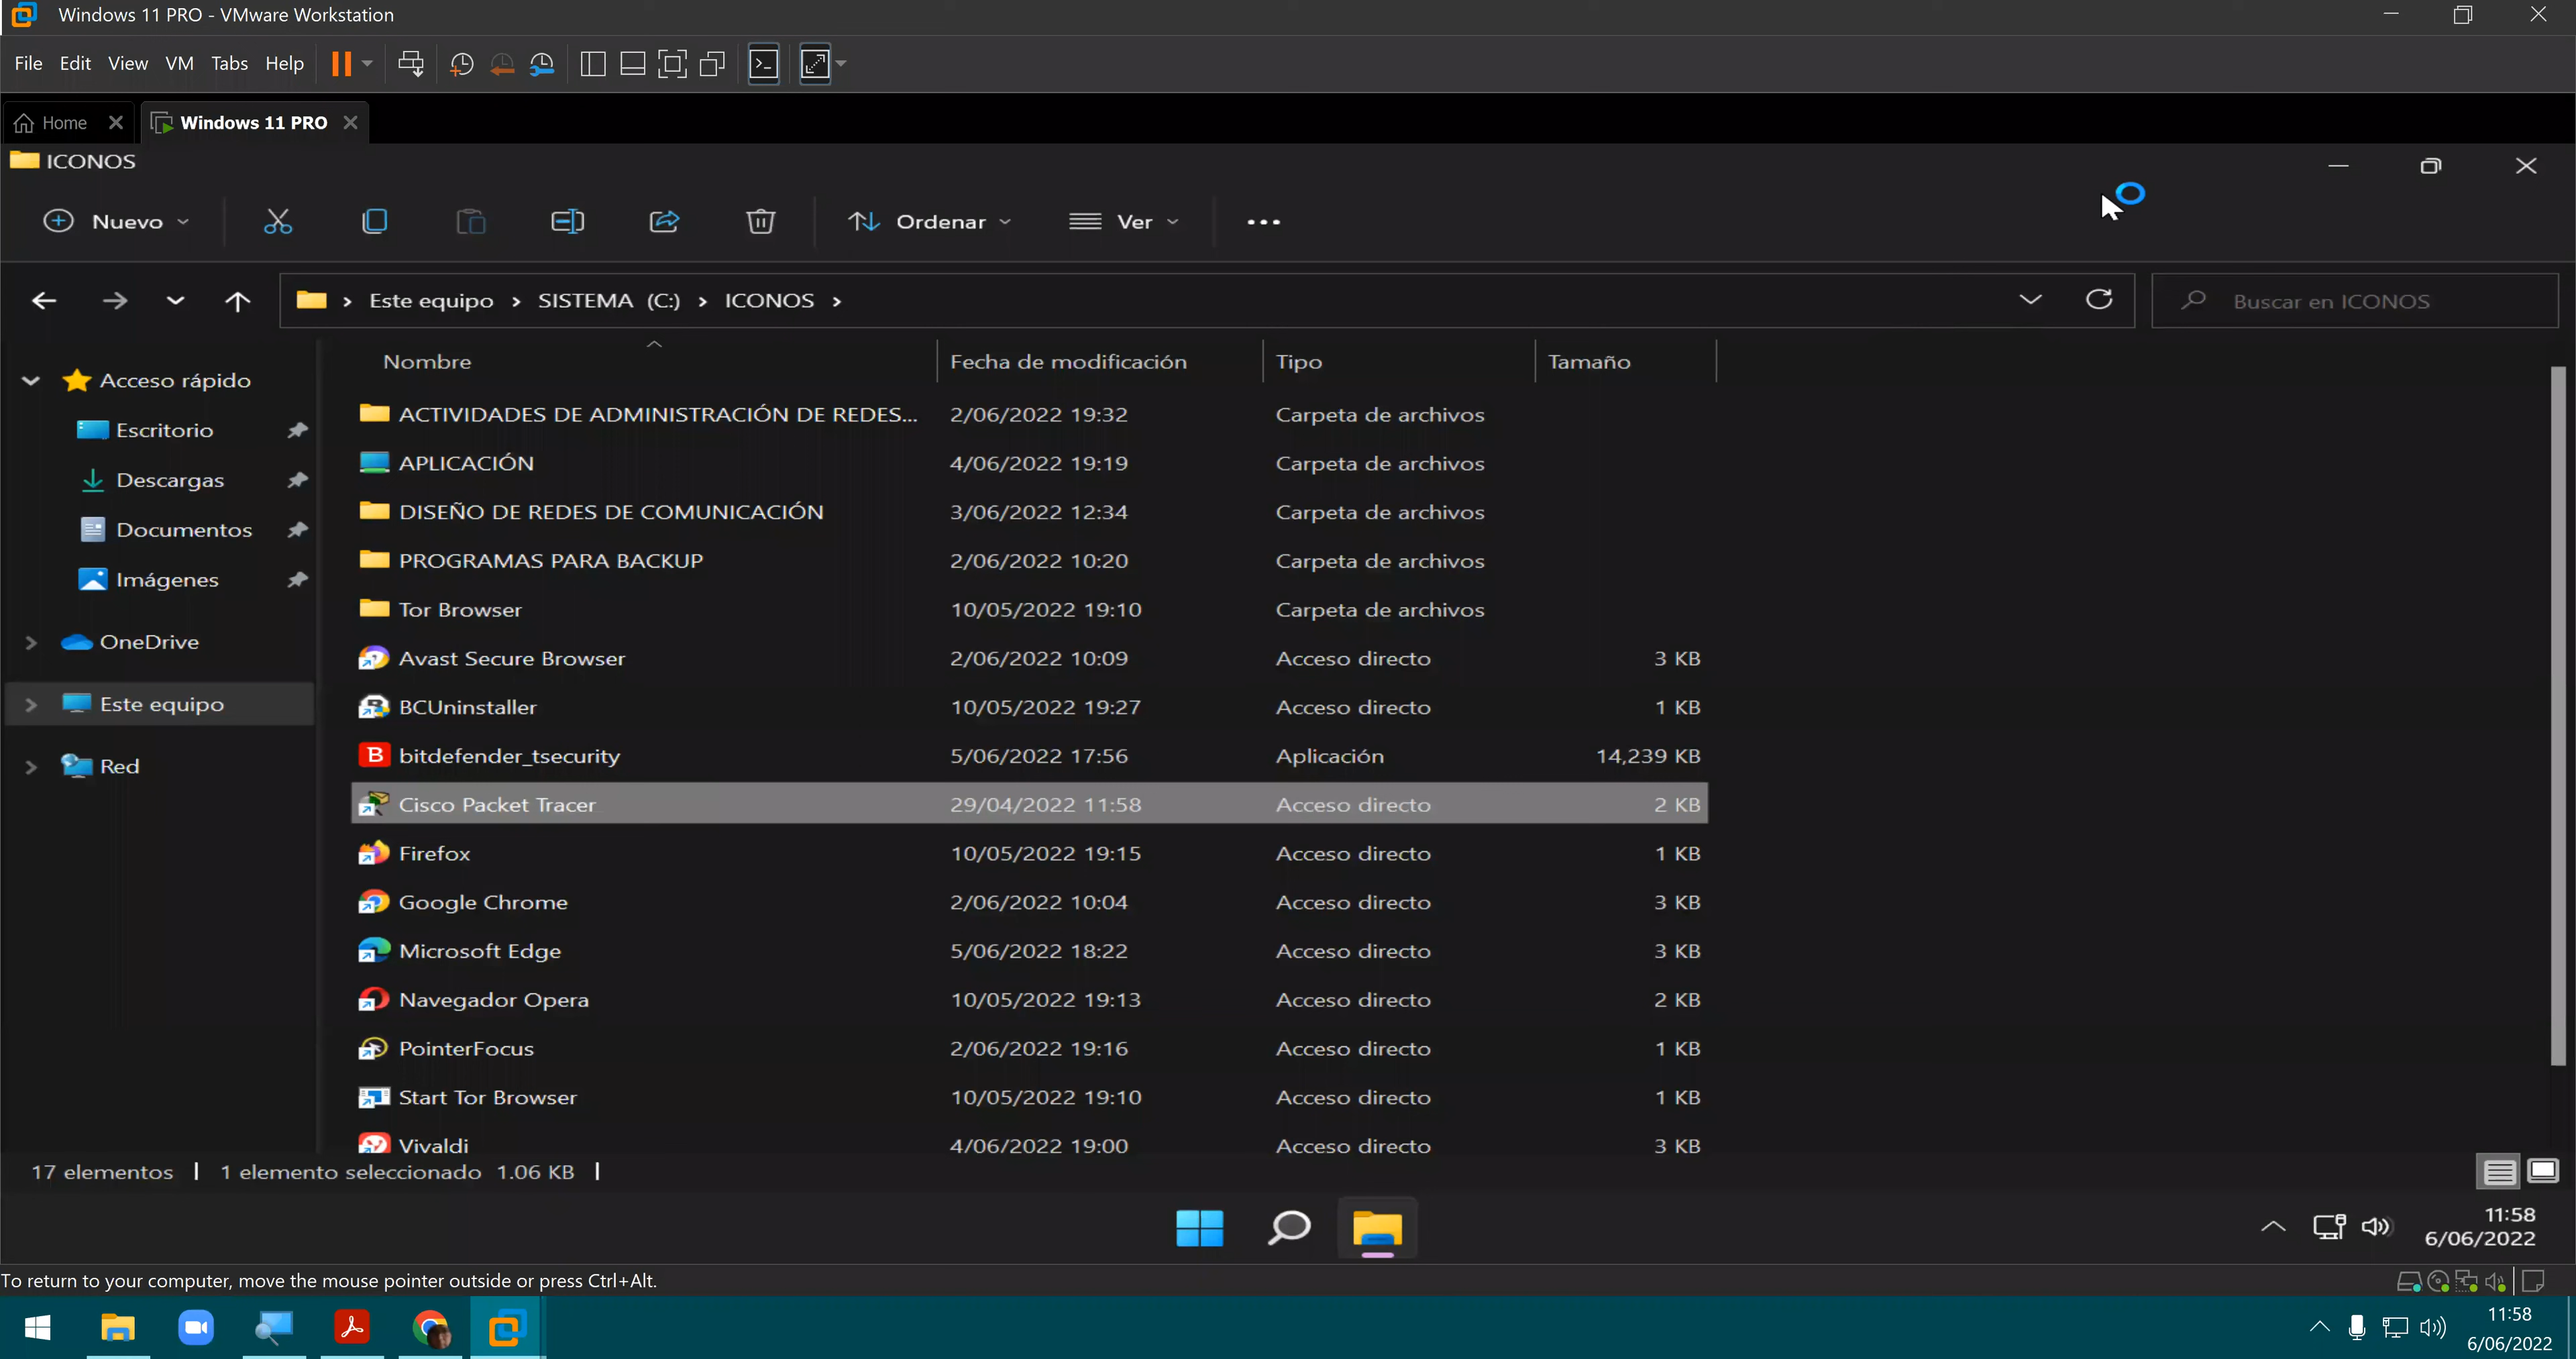 Windows 11 PRO - VMware Workstation
File Edit View VM Tabs Help
Home Windows 11 PRO
ICONOS
Nuevo Ordenar Ver
Este equipo > SISTEMA (C:) > ICONOS >
Buscar en ICONOS
Nombre Fecha de modificación Tipo Tamaño
Acceso rápido
Escritorio
Descargas
Documentos
Imágenes
OneDrive
Este equipo
Red
ACTIVIDADES DE ADMINISTRACIÓN DE REDES... 2/06/2022 19:32 Carpeta de archivos
APLICACIÓN 4/06/2022 19:19 Carpeta de archivos
DISEÑO DE REDES DE COMUNICACIÓN 3/06/2022 12:34 Carpeta de archivos
PROGRAMAS PARA BACKUP 2/06/2022 10:20 Carpeta de archivos
Tor Browser 10/05/2022 19:10 Carpeta de archivos
Avast Secure Browser 2/06/2022 10:09 Acceso directo 3 KB
BCUninstaller 10/05/2022 19:27 Acceso directo 1 KB
bitdefender_tsecurity 5/06/2022 17:56 Aplicación 14,239 KB
Cisco Packet Tracer 29/04/2022 11:58 Acceso directo 2 KB
Firefox 10/05/2022 19:15 Acceso directo 1 KB
Google Chrome 2/06/2022 10:04 Acceso directo 3 KB
Microsoft Edge 5/06/2022 18:22 Acceso directo 3 KB
Navegador Opera 10/05/2022 19:13 Acceso directo 2 KB
PointerFocus 2/06/2022 19:16 Acceso directo 1 KB
Start Tor Browser 10/05/2022 19:10 Acceso directo 1 KB
Vivaldi 4/06/2022 19:00 Acceso directo 3 KB
17 elementos | 1 elemento seleccionado 1.06 KB |
11:58
6/06/2022
To return to your computer, move the mouse pointer outside or press Ctrl+Alt.
11:58
6/06/2022